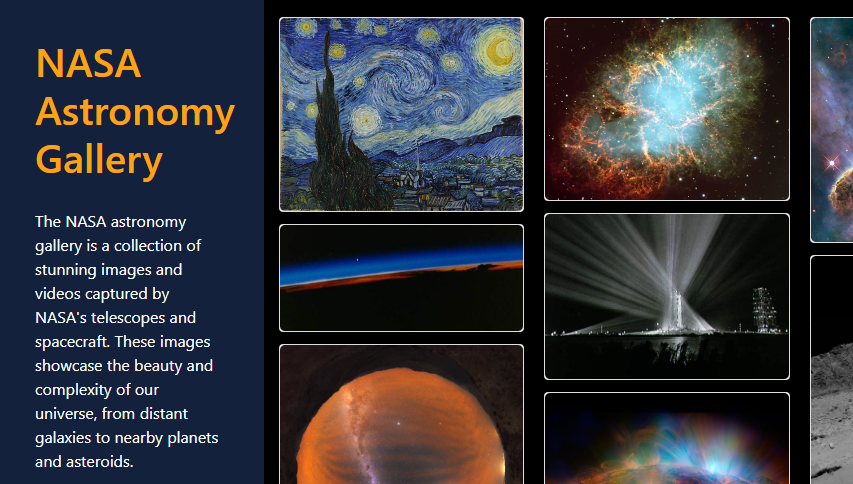 NASA
Astronomy
Gallery
The NASA astronomy
gallery is a collection of
stunning images and
videos captured by
NASA's telescopes and
spacecraft. These images
showcase the beauty and
complexity of our
universe, from distant
galaxies to nearby planets
and asteroids.